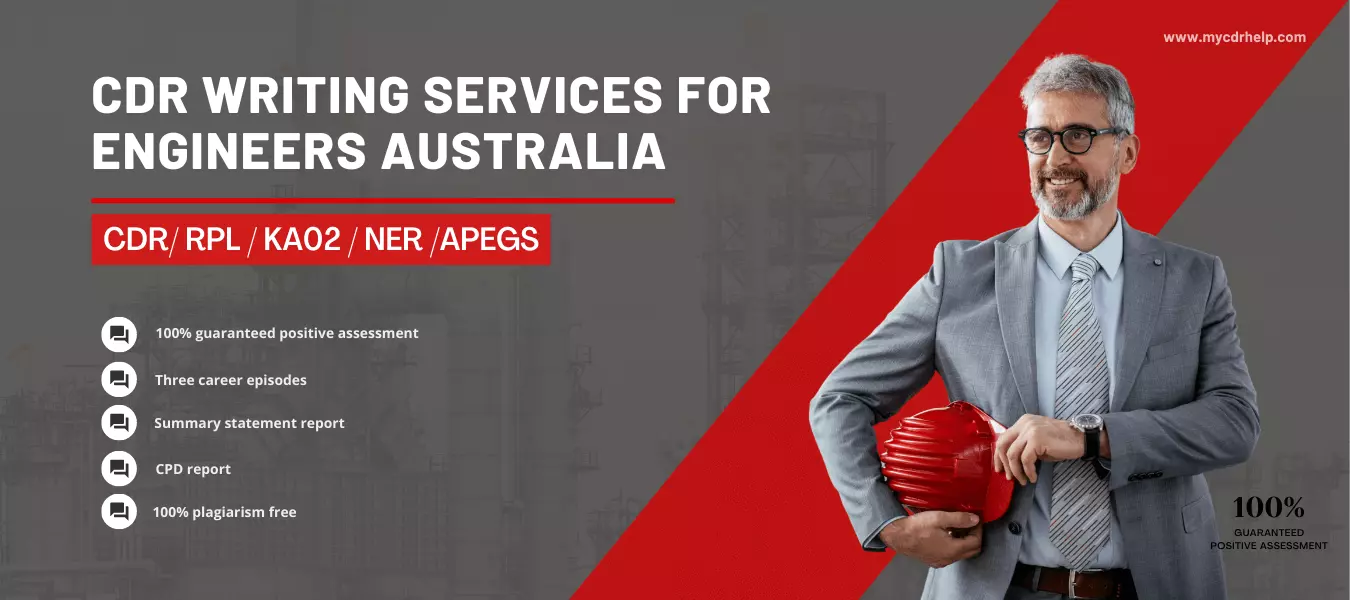 www.mycdrhelp.com
CDR WRITING SERVICES FOR
ENGINEERS AUSTRALIA
CDR/ RPL / KA02 / NER /APEGS
100% guaranteed positive assessment
Three career episodes
Summary statement report
CPD report
100% plagiarism free
100%
GUARANTEED
POSITIVE ASSESSMENT